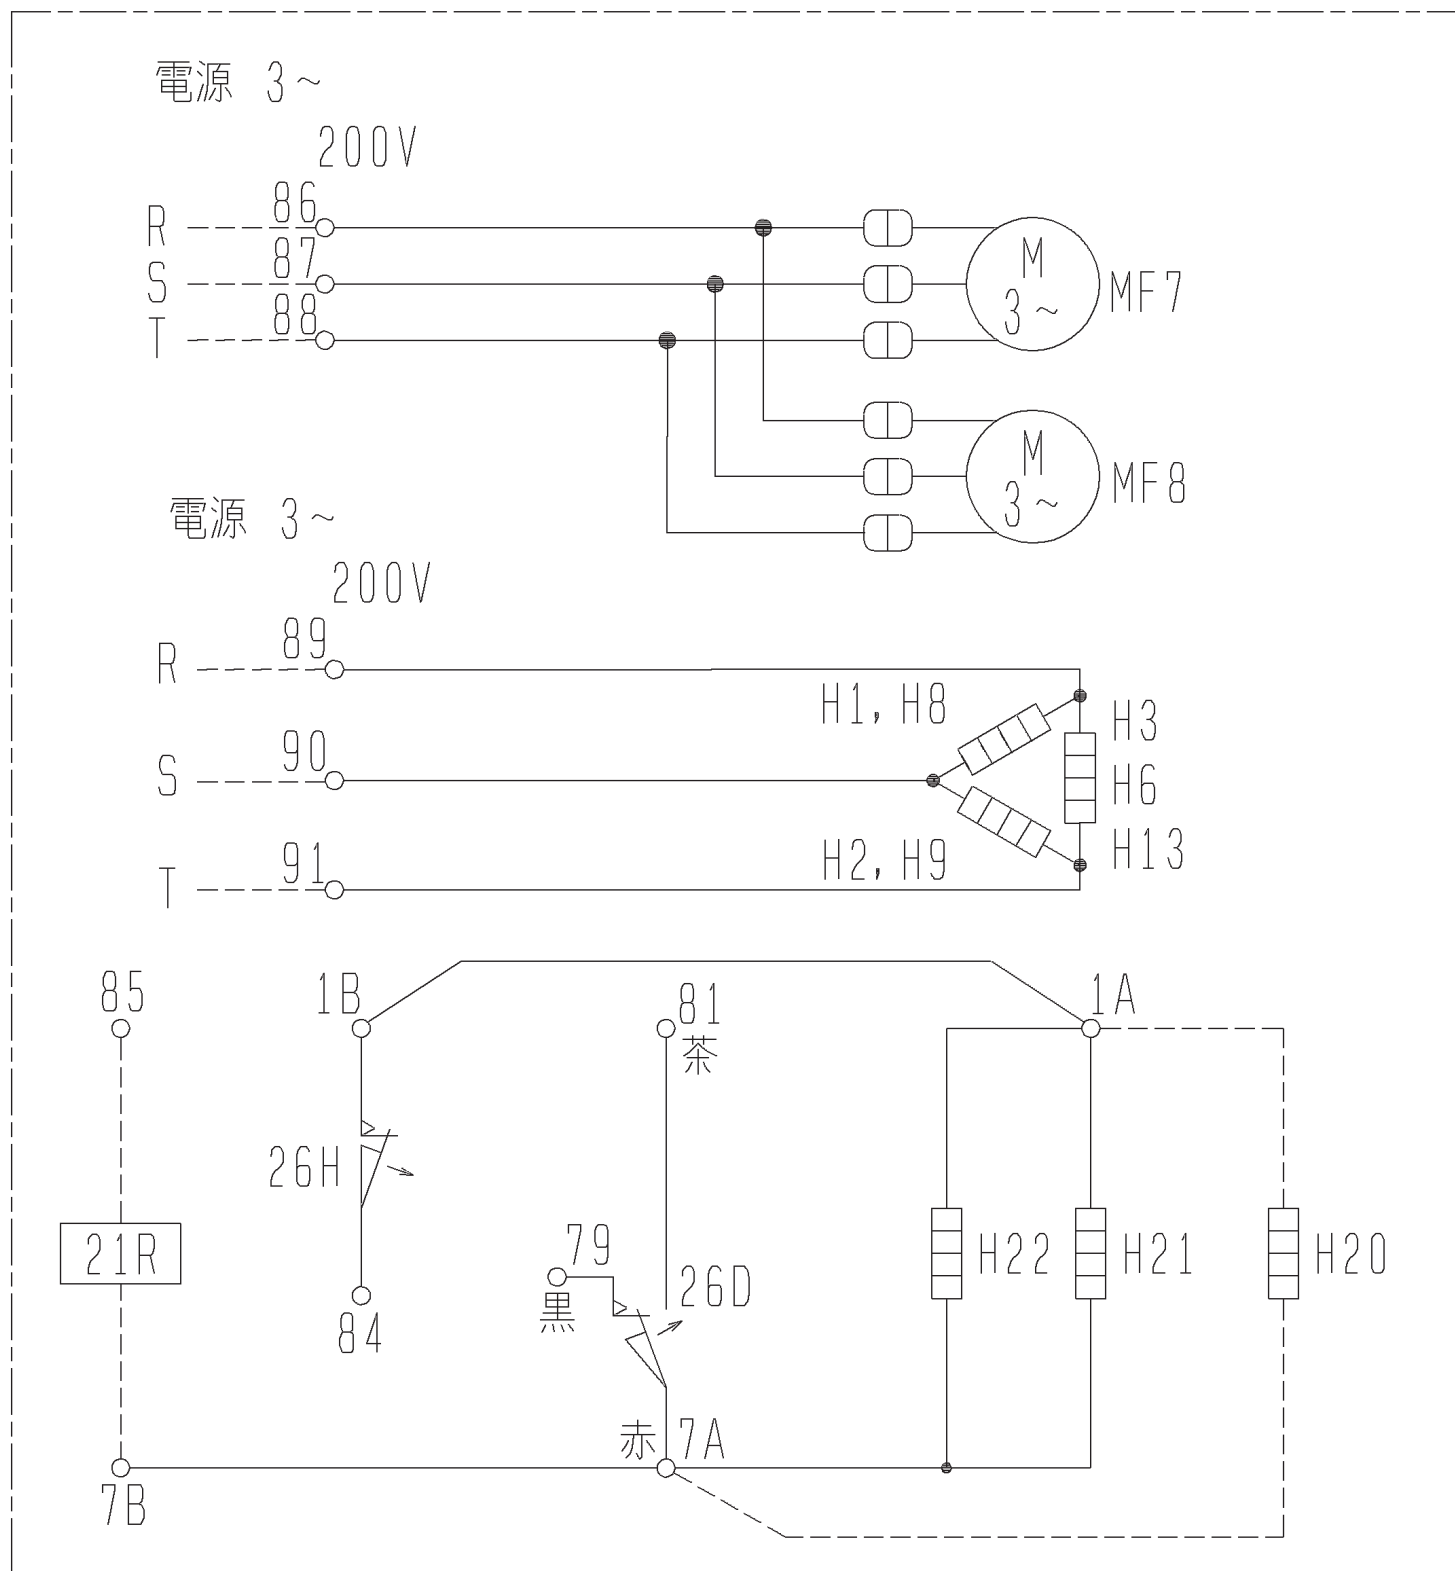 電源 3～
200V
R 86
S 87
T 88
M
3～
MF7
M
3～
MF8
電源 3～
200V
R 89
S 90
T 91
H1, H8
H2, H9
H3
H6
H13
85
1B
81
茶
1A
26H
84
21R
79
黒
26D
H22
H21
H20
赤 7A
7B